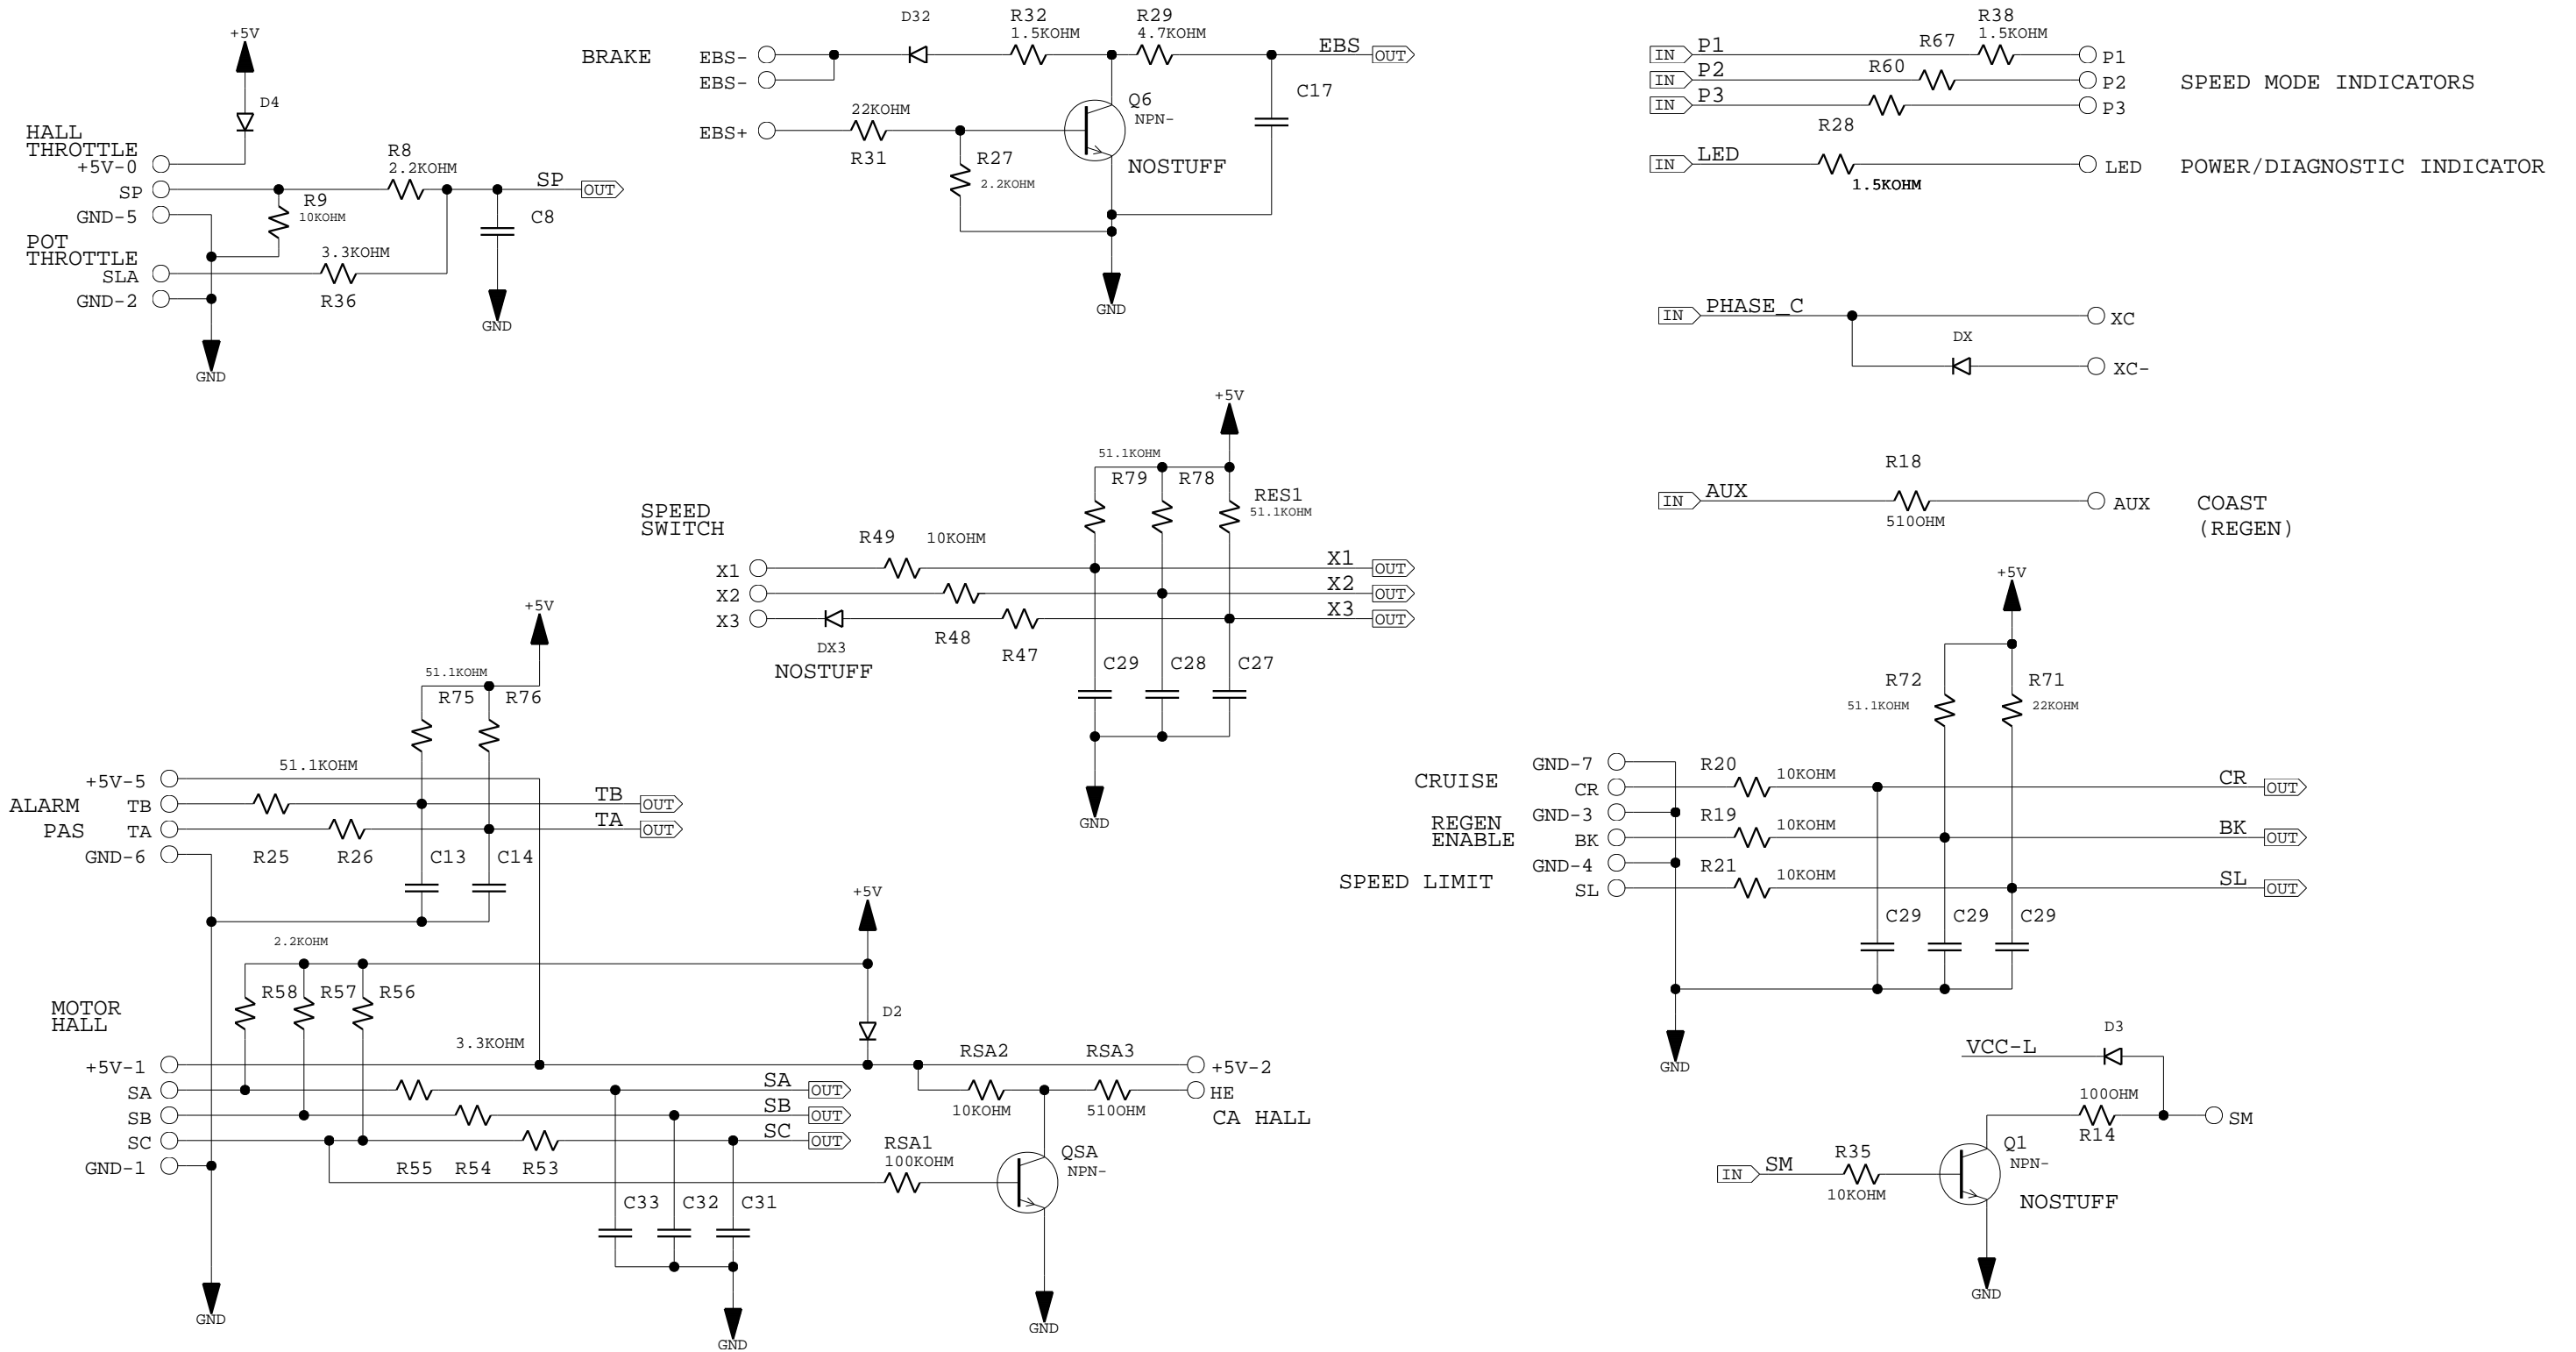 +5V
D4
HALL
THROTTLE
+5V-0
SP
GND-5
R8
2.2KOHM
R9
10KOHM
SP
OUT
C8
POT
THROTTLE
SLA
GND-2
3.3KOHM
R36
GND
GND
BRAKE
EBS-
EBS-
EBS+
D32
R32
1.5KOHM
R29
4.7KOHM
EBS
OUT
C17
22KOHM
R31
R27
2.2KOHM
Q6
NPN-
NOSTUFF
GND
IN
P1
R67
R38
1.5KOHM
P1
IN
P2
R60
P2
SPEED MODE INDICATORS
IN
P3
R28
P3
IN
LED
1.5KOHM
LED
POWER/DIAGNOSTIC INDICATOR
IN
PHASE_C
XC
DX
XC-
R18
IN
AUX
510OHM
AUX
COAST
(REGEN)
+5V
51.1KOHM
R79
R78
RES1
51.1KOHM
SPEED
SWITCH
R49
10KOHM
X1
X2
X3
X1
OUT
X2
OUT
X3
OUT
DX3
NOSTUFF
R48
R47
C29
C28
C27
GND
+5V
51.1KOHM
R75
R76
51.1KOHM
+5V-5
ALARM
TB
PAS
TA
GND-6
TB
OUT
TA
OUT
R25
R26
C13
C14
+5V
2.2KOHM
R58
R57
R56
MOTOR
HALL
3.3KOHM
D2
+5V-1
SA
SB
SC
GND-1
SA
OUT
SB
OUT
SC
OUT
R55
R54
R53
C33
C32
C31
RSA2
10KOHM
RSA3
510OHM
+5V-2
HE
CA HALL
RSA1
100KOHM
QSA
NPN-
GND
GND
GND
+5V
R72
51.1KOHM
R71
22KOHM
CRUISE
GND-7
CR
GND-3
REGEN
ENABLE
BK
GND-4
SPEED LIMIT
SL
R20
10KOHM
R19
10KOHM
R21
10KOHM
CR
OUT
BK
OUT
SL
OUT
C29
C29
C29
GND
VCC-L
D3
100OHM
R14
SM
IN
SM
R35
10KOHM
Q1
NPN-
NOSTUFF
GND